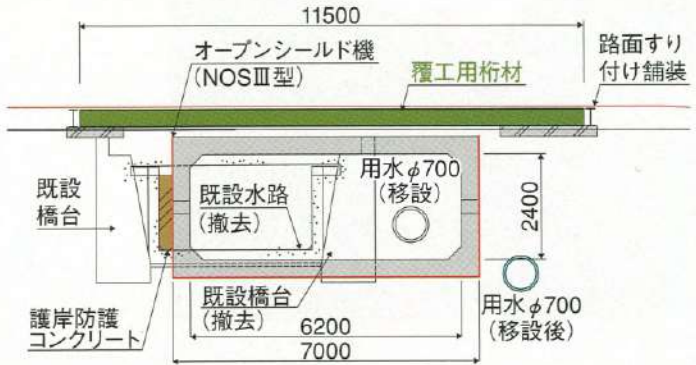 11500
オープンシールド機
(NOSⅢ型)
覆工用桁材
路面すり
付け舗装
既設
橋台
既設水路
(撤去)
用水φ700
(移設)
2400
護岸防護
コンクリート
既設橋台
(撤去)
用水φ700
(移設後)
6200
7000